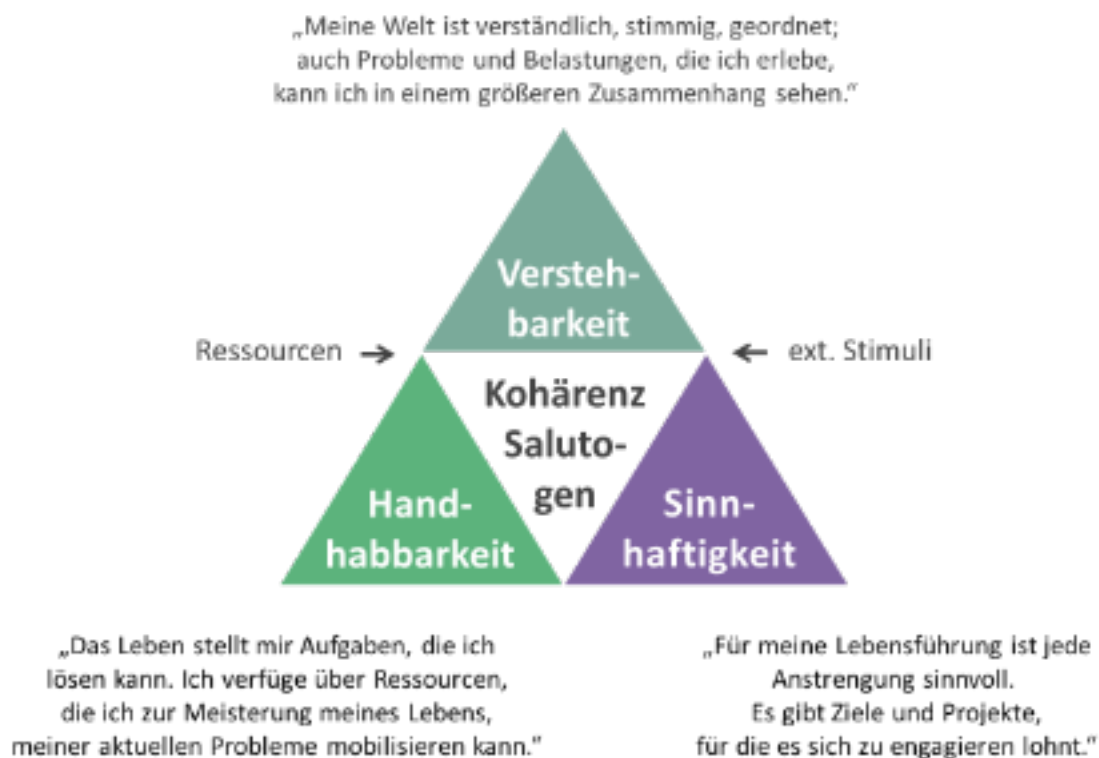 „Meine Welt ist verständlich, stimmig, geordnet;
auch Probleme und Belastungen, die ich erlebe,
kann ich in einem größeren Zusammenhang sehen.“
Versteh-
barkeit
Ressourcen →
← ext. Stimuli
Kohärenz
Saluto-
gen
Hand-
habbarkeit
Sinn-
haftigkeit
„Das Leben stellt mir Aufgaben, die ich
lösen kann. Ich verfüge über Ressourcen,
die ich zur Meisterung meines Lebens,
meiner aktuellen Probleme mobilisieren kann.“
„Für meine Lebensführung ist jede
Anstrengung sinnvoll.
Es gibt Ziele und Projekte,
für die es sich zu engagieren lohnt.“